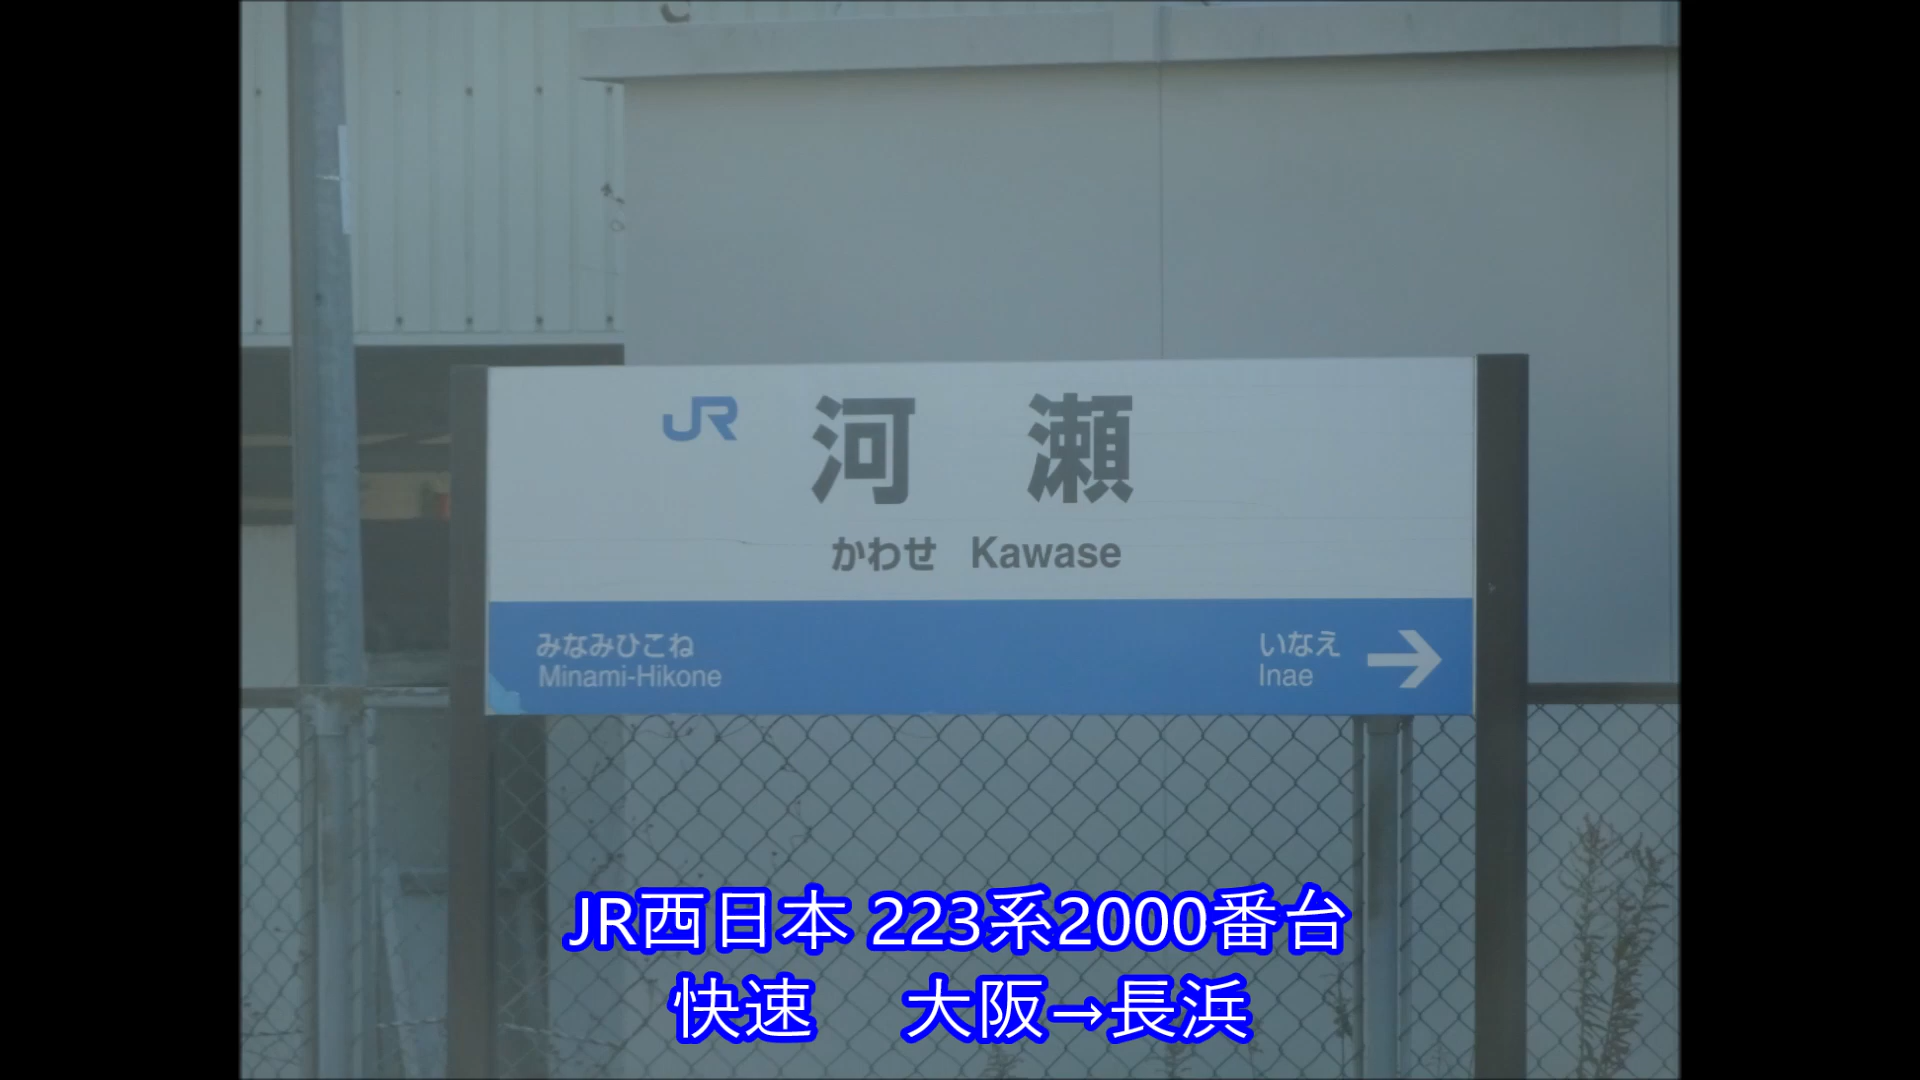 JR 河瀬
かわせ Kawase
みなみひこね いなえ →
Minami-Hikone Inae
JR西日本 223系2000番台
快速 大阪→長浜